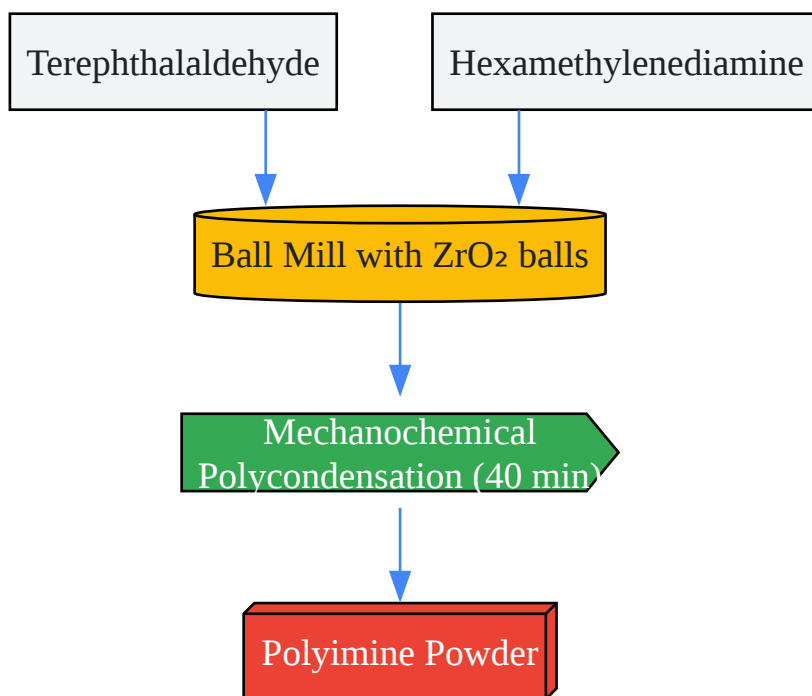 Terephthalaldehyde
Hexamethylenediamine
Ball Mill with ZrO₂ balls
Mechanochemical
Polycondensation (40 min)
Polyimine Powder